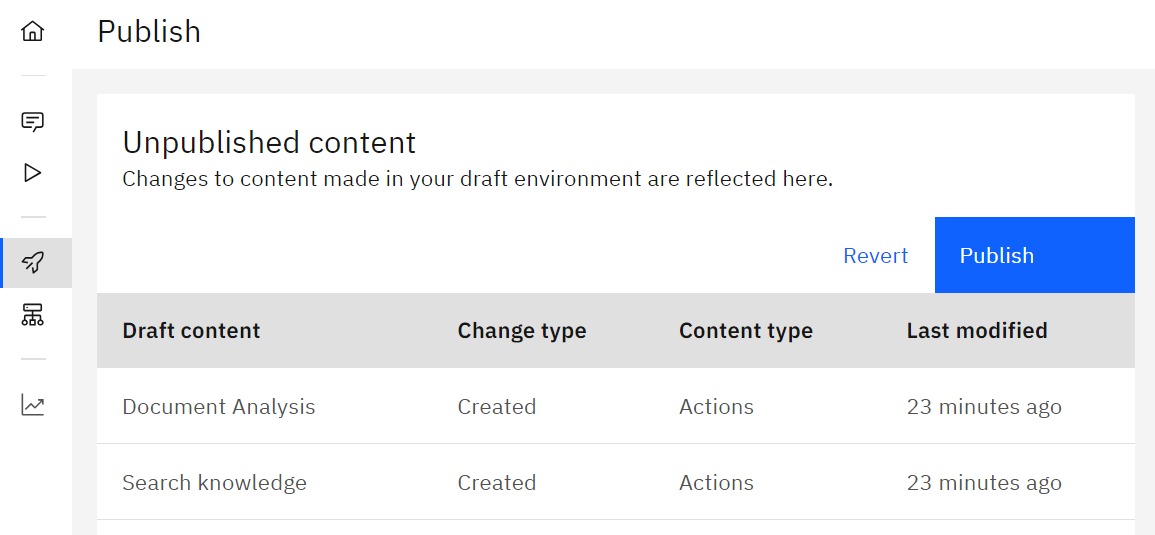 Publish
Unpublished content
Changes to content made in your draft environment are reflected here.
Revert Publish
Draft content Change type Content type Last modified
Document Analysis Created Actions 23 minutes ago
Search knowledge Created Actions 23 minutes ago